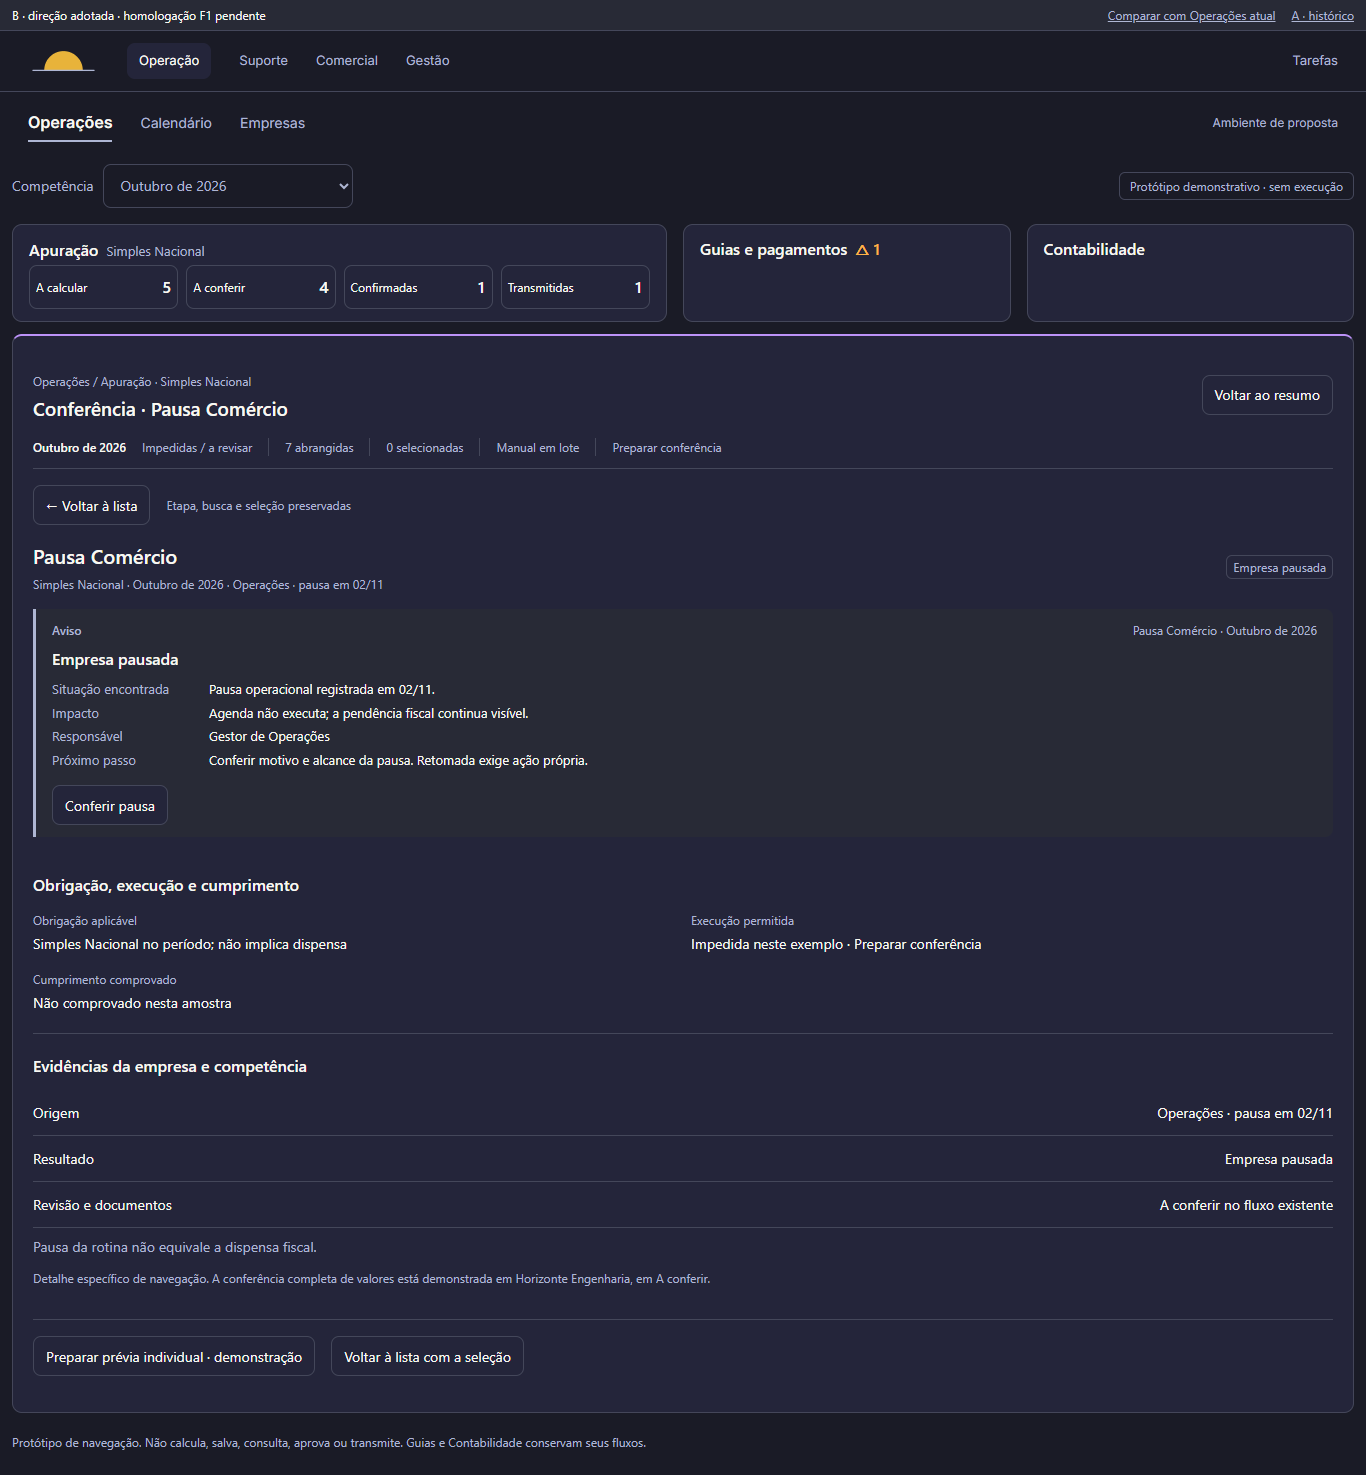 B · direção adotada · homologação F1 pendente
Comparar com Operações atual
A · histórico
Operação
Suporte
Comercial
Gestão
Tarefas
Operações
Calendário
Empresas
Ambiente de proposta
Competência
Outubro de 2026
Protótipo demonstrativo · sem execução
Apuração Simples Nacional
A calcular 5
A conferir 4
Confirmadas 1
Transmitidas 1
Guias e pagamentos △ 1
Contabilidade
Operações / Apuração · Simples Nacional
Conferência · Pausa Comércio
Voltar ao resumo
Outubro de 2026
Impedidas / a revisar
7 abrangidas
0 selecionadas
Manual em lote
Preparar conferência
← Voltar à lista
Etapa, busca e seleção preservadas
Pausa Comércio
Simples Nacional · Outubro de 2026 · Operações · pausa em 02/11
Empresa pausada
Aviso
Pausa Comércio · Outubro de 2026
Empresa pausada
Situação encontrada Pausa operacional registrada em 02/11.
Impacto Agenda não executa; a pendência fiscal continua visível.
Responsável Gestor de Operações
Próximo passo Conferir motivo e alcance da pausa. Retomada exige ação própria.
Conferir pausa
Obrigação, execução e cumprimento
Obrigação aplicável
Simples Nacional no período; não implica dispensa
Execução permitida
Impedida neste exemplo · Preparar conferência
Cumprimento comprovado
Não comprovado nesta amostra
Evidências da empresa e competência
Origem Operações · pausa em 02/11
Resultado Empresa pausada
Revisão e documentos A conferir no fluxo existente
Pausa da rotina não equivale a dispensa fiscal.
Detalhe específico de navegação. A conferência completa de valores está demonstrada em Horizonte Engenharia, em A conferir.
Preparar prévia individual · demonstração
Voltar à lista com a seleção
Protótipo de navegação. Não calcula, salva, consulta, aprova ou transmite. Guias e Contabilidade conservam seus fluxos.